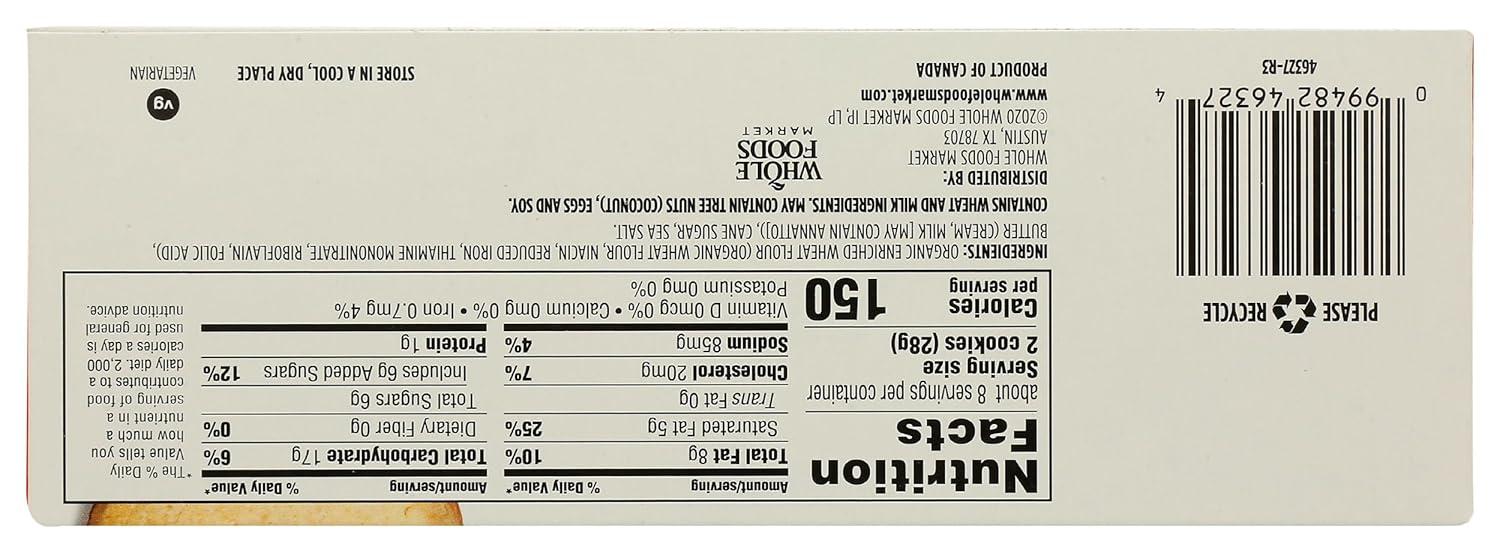 Nutrition
Facts
about 8 servings per container
Serving size
2 cookies (28g)
Calories
per serving
150
Amount/serving % Daily Value*
Total Fat 8g 10%
Saturated Fat 5g 25%
Trans Fat 0g
Cholesterol 20mg 7%
Sodium 85mg 4%
Amount/serving % Daily Value*
Total Carbohydrate 17g 6%
Dietary Fiber 0g 0%
Total Sugars 6g
Includes 6g Added Sugars 12%
Protein 1g
Vitamin D 0mcg 0% • Calcium 0mg 0% • Iron 0.7mg 4%
Potassium 0mg 0%
*The % Daily
Value tells you
how much a
nutrient in a
serving of food
contributes to a
daily diet. 2,000
calories a day is
used for general
nutrition advice.
INGREDIENTS: ORGANIC ENRICHED WHEAT FLOUR (ORGANIC WHEAT FLOUR, NIACIN, REDUCED IRON, THIAMINE MONONITRATE, RIBOFLAVIN, FOLIC ACID),
BUTTER (CREAM, MILK [MAY CONTAIN ANNATTO]), CANE SUGAR, SEA SALT.
CONTAINS WHEAT AND MILK INGREDIENTS. MAY CONTAIN TREE NUTS (COCONUT), EGGS AND SOY.
DISTRIBUTED BY:
WHOLE FOODS MARKET
AUSTIN, TX 78703
©2020 WHOLE FOODS MARKET IP, LP
www.wholefoodsmarket.com
PRODUCT OF CANADA
WHOLE
FOODS
MARKET
STORE IN A COOL, DRY PLACE
vg
VEGETARIAN
PLEASE RECYCLE
0 99482 46327 4
46327-R3